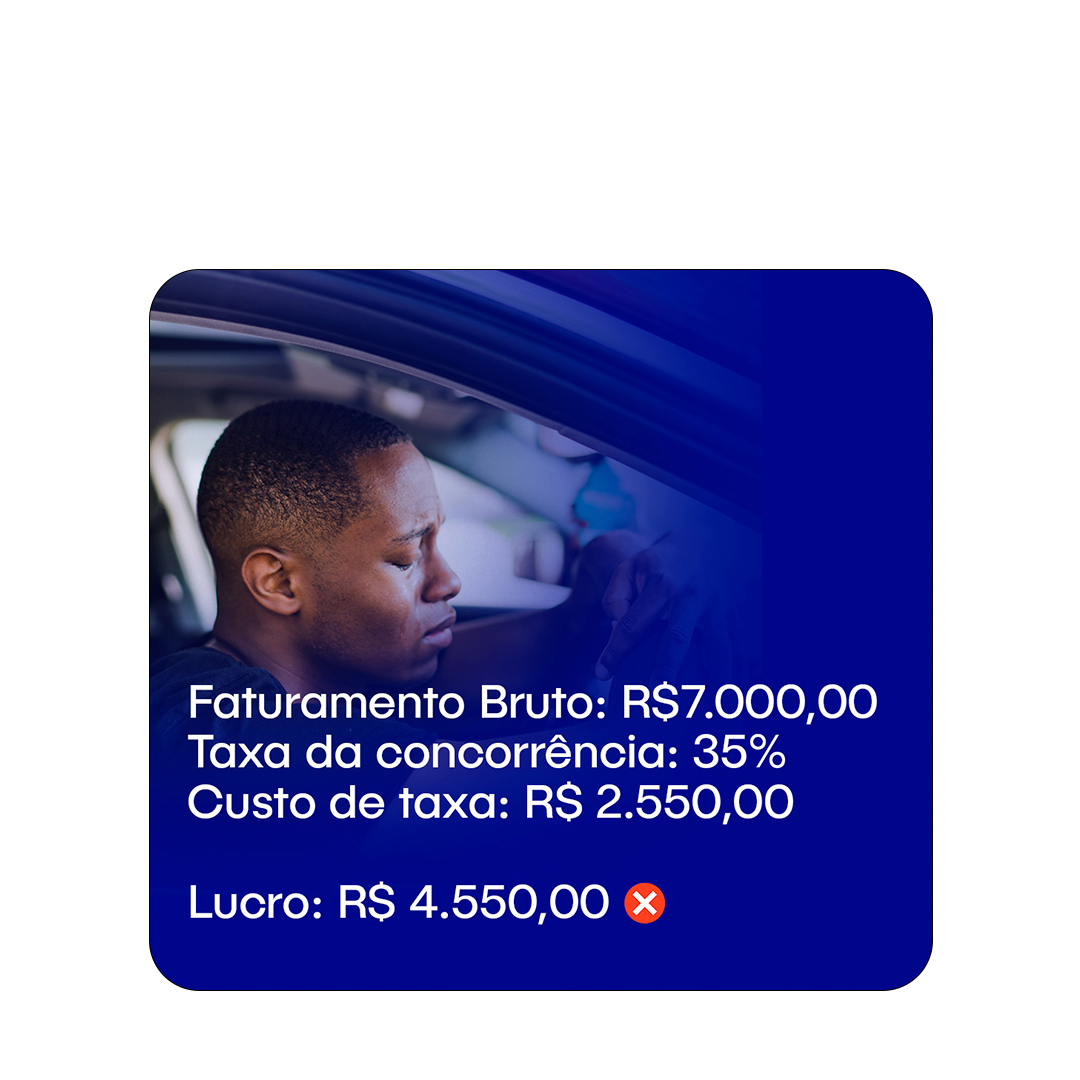 Faturamento Bruto: R$7.000,00
Taxa da concorrência: 35%
Custo de taxa: R$ 2.550,00
Lucro: R$ 4.550,00 ❌